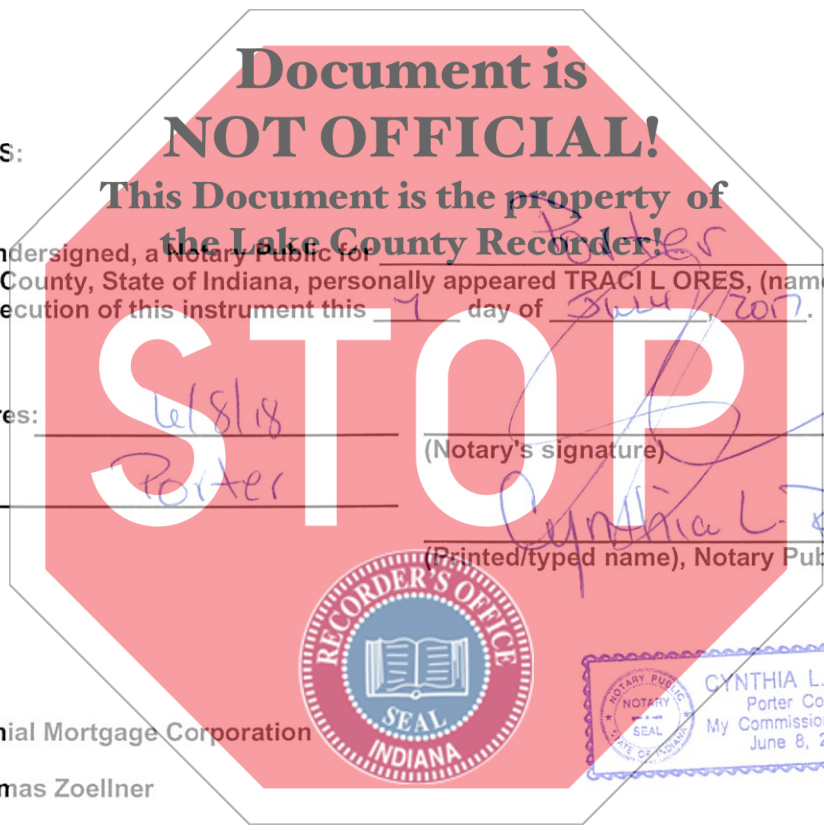 Document is
NOT OFFICIAL!
S:
This Document is the property of
the Lake County Recorder!
ndersigned, a Notary Public for Porter
County, State of Indiana, personally appeared TRACI L ORES, (name
ecution of this instrument this 7 day of July, 2017.
STOP
es: 6/8/18
(Notary's signature)
Porter
Cynthia L.
(Printed/typed name), Notary Pub
RECORDER'S OFFICE
SEAL
INDIANA
NOTARY PUBLIC
NOTARY
SEAL
STATE OF INDIANA
CYNTHIA L.
Porter Co
My Commission
June 8, 2
nial Mortgage Corporation
mas Zoellner